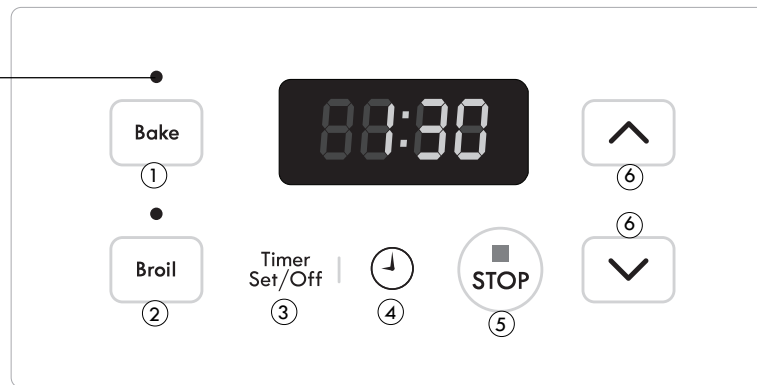 1:30
Bake
①
⑥
⑥
Broil
②
Timer
Set/Off
③
④
STOP
⑤